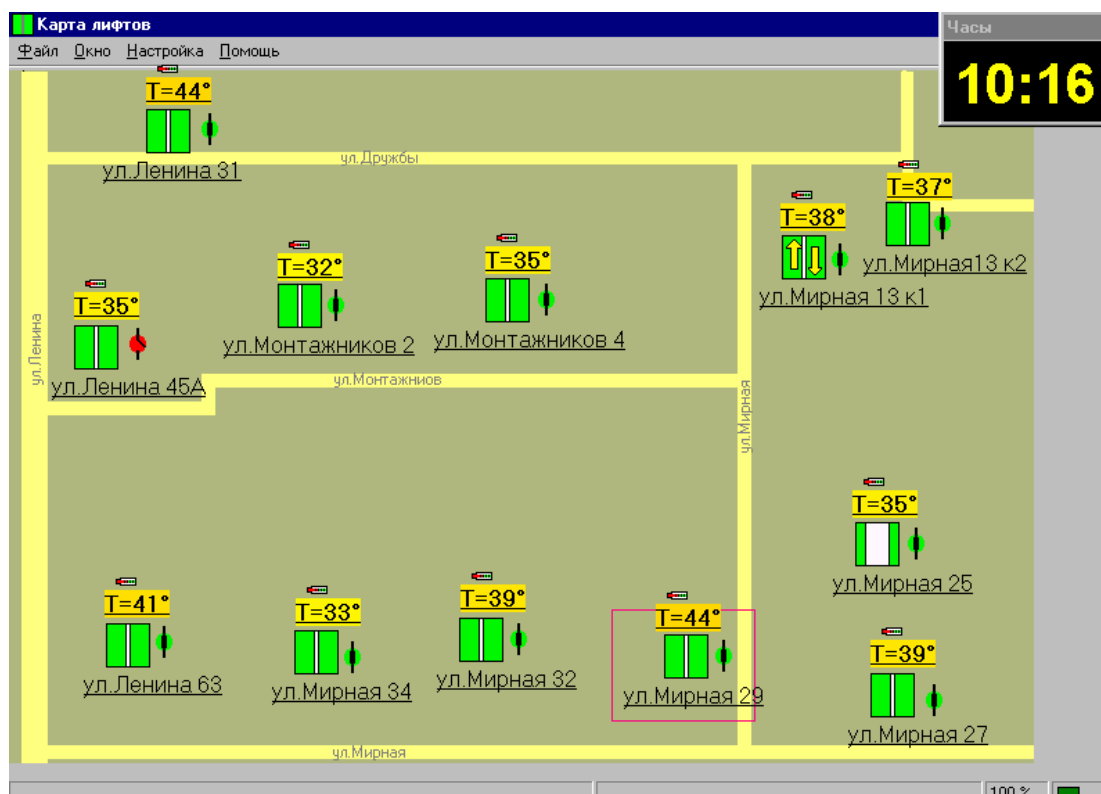 Карта лифтов
Часы
Файл Окно Настройка Помощь
10:16
T=44°
ул.Дружбы
ул.Ленина 31
T=37°
T=38°
ул.Мирная13 к2
ул.Мирная 13 к1
T=32°
T=35°
ул.Монтажников 2
ул.Монтажников 4
T=35°
ул.Ленина
ул.Ленина 45А
ул.Монтажниов
ул.Мирная
T=35°
ул.Мирная 25
T=41°
T=33°
T=39°
T=44°
T=39°
ул.Ленина 63
ул.Мирная 34
ул.Мирная 32
ул.Мирная 29
ул.Мирная 27
ул.Мирная
100 %